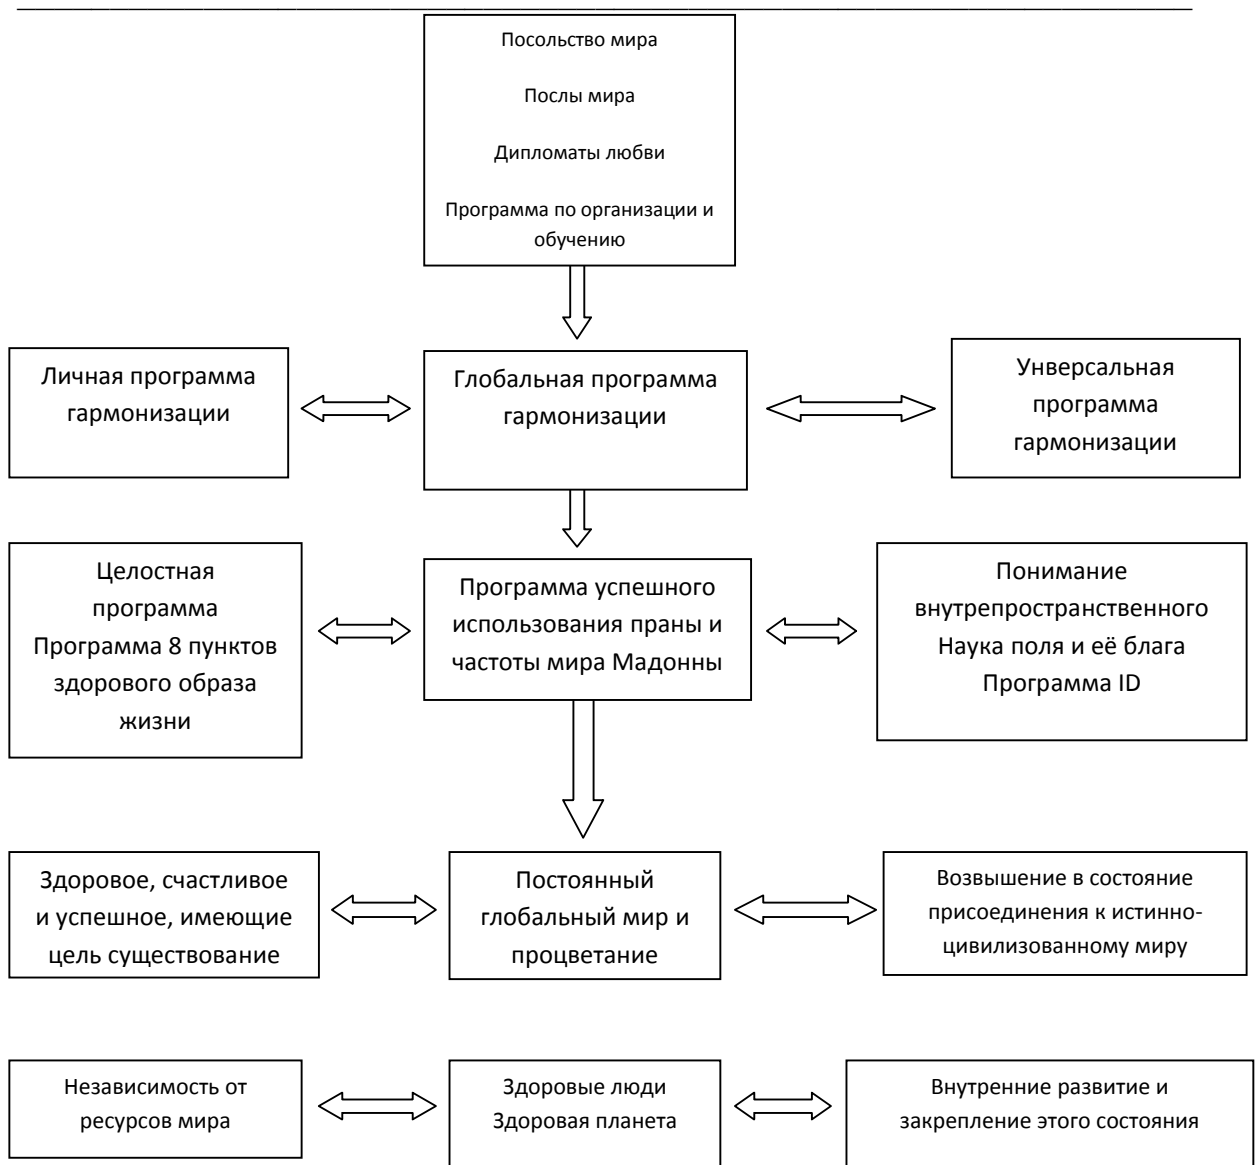 Посольство мира
Послы мира
Дипломаты любви
Программа по организации и
обучению
Личная программа
гармонизации
Глобальная программа
гармонизации
Унверсальная
программа
гармонизации
Целостная
программа
Программа 8 пунктов
здорового образа
жизни
Программа успешного
использования праны и
частоты мира Мадонны
Понимание
внутрепространственного
Наука поля и её блага
Программа ID
Здоровое, счастливое
и успешное, имеющие
цель существование
Постоянный
глобальный мир и
процветание
Возвышение в состояние
присоединения к истинно-
цивилизованному миру
Независимость от
ресурсов мира
Здоровые люди
Здоровая планета
Внутренние развитие и
закрепление этого состояния